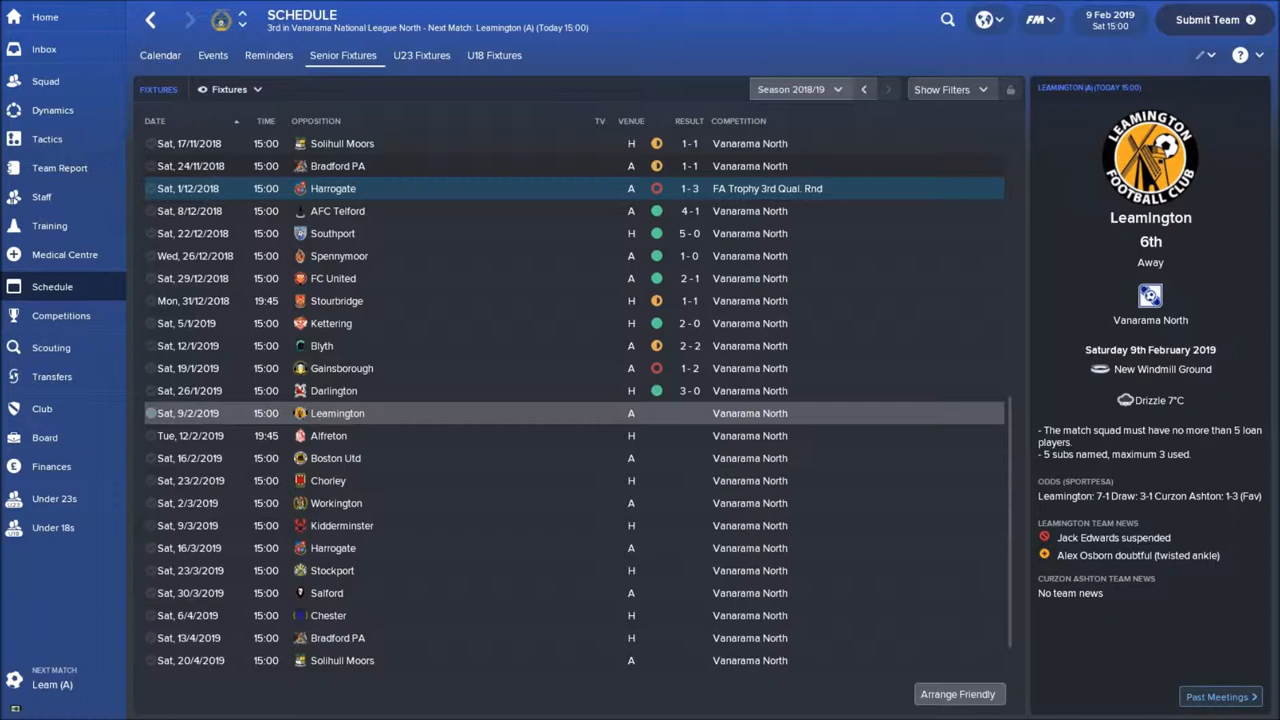 Home
Inbox
Squad
Dynamics
Tactics
Team Report
Staff
Training
Medical Centre
Schedule
Competitions
Scouting
Transfers
Club
Board
Finances
Under 23s
Under 18s
NEXT MATCH
Leam (A)
SCHEDULE
3rd in Vanarama National League North - Next Match: Leamington (A) (Today 15:00)
FM
9 Feb 2019
Sat 15:00
Submit Team
Calendar Events Reminders Senior Fixtures U23 Fixtures U18 Fixtures
FIXTURES Fixtures Season 2018/19 Show Filters
DATE TIME OPPOSITION TV VENUE RESULT COMPETITION
Sat, 17/11/2018 15:00 Solihull Moors H 1-1 Vanarama North
Sat, 24/11/2018 15:00 Bradford PA A 1-1 Vanarama North
Sat, 1/12/2018 15:00 Harrogate A 1-3 FA Trophy 3rd Qual. Rnd
Sat, 8/12/2018 15:00 AFC Telford A 4-1 Vanarama North
Sat, 22/12/2018 15:00 Southport H 5-0 Vanarama North
Wed, 26/12/2018 15:00 Spennymoor A 1-0 Vanarama North
Sat, 29/12/2018 15:00 FC United A 2-1 Vanarama North
Mon, 31/12/2018 19:45 Stourbridge H 1-1 Vanarama North
Sat, 5/1/2019 15:00 Kettering H 2-0 Vanarama North
Sat, 12/1/2019 15:00 Blyth A 2-2 Vanarama North
Sat, 19/1/2019 15:00 Gainsborough A 1-2 Vanarama North
Sat, 26/1/2019 15:00 Darlington H 3-0 Vanarama North
Sat, 9/2/2019 15:00 Leamington A Vanarama North
Tue, 12/2/2019 19:45 Alfreton H Vanarama North
Sat, 16/2/2019 15:00 Boston Utd A Vanarama North
Sat, 23/2/2019 15:00 Chorley H Vanarama North
Sat, 2/3/2019 15:00 Workington A Vanarama North
Sat, 9/3/2019 15:00 Kidderminster H Vanarama North
Sat, 16/3/2019 15:00 Harrogate A Vanarama North
Sat, 23/3/2019 15:00 Stockport H Vanarama North
Sat, 30/3/2019 15:00 Salford A Vanarama North
Sat, 6/4/2019 15:00 Chester H Vanarama North
Sat, 13/4/2019 15:00 Bradford PA H Vanarama North
Sat, 20/4/2019 15:00 Solihull Moors A Vanarama North
Arrange Friendly
LEAMINGTON (A) (TODAY 15:00)
LEAMINGTON
FOOTBALL CLUB
Leamington
6th
Away
Vanarama North
Saturday 9th February 2019
New Windmill Ground
Drizzle 7°C
- The match squad must have no more than 5 loan
players.
- 5 subs named, maximum 3 used.
ODDS (SPORTPESA)
Leamington: 7-1 Draw: 3-1 Curzon Ashton: 1-3 (Fav)
LEAMINGTON TEAM NEWS
Jack Edwards suspended
Alex Osborn doubtful (twisted ankle)
CURZON ASHTON TEAM NEWS
No team news
Past Meetings